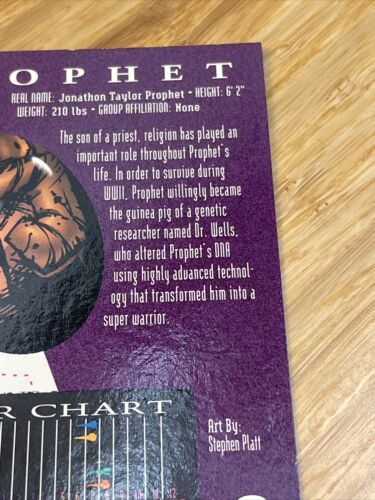 OPHET
REAL NAME: Jonathon Taylor Prophet • HEIGHT: 6' 2"
WEIGHT: 210 lbs • GROUP AFFILIATION: None
The son of a priest, religion has played an
important role throughout Prophet's
life. In order to survive during
WWII, Prophet willingly became
the guinea pig of a genetic
researcher named Dr. Wells,
who altered Prophet's DNA
using highly advanced technol-
ogy that transformed him into a
super warrior.
R CHART
Art By:
Stephen Platt